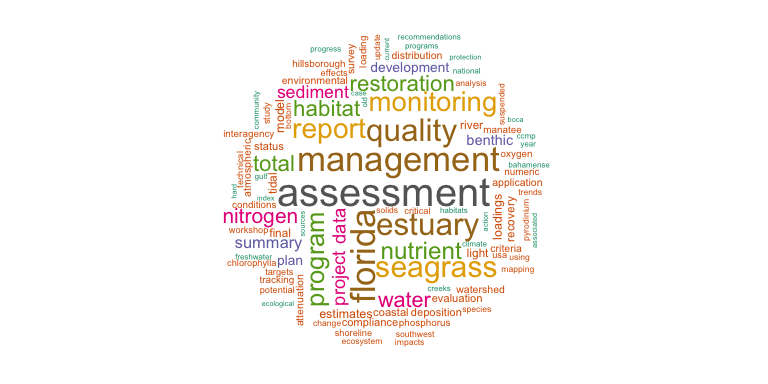 recommendations
progress
survey
loading
update
current
programs
distribution
protection
hillsborough
effects
development
national
environmental
restoration
analysis
sediment
case
old
monitoring
suspended
community
study
bottom
model
habitat
report
quality
river
manatee
boca
ccmp
interagency
benthic
year
status
technical
atmospheric
total
management
oxygen
bahamense
gulf
tidal
numeric
hard
index
assessment
application
trends
conditions
nitrogen
sources
program
project data
florida
solids
critical
habitats
estuary
action
loadings
recovery
pyrodinium
associated
workshop
final
summary
nutrient
climate
light
criteria
usa
using
freshwater
plan
chlorophylla
seagrass
mapping
targets
tracking
potential
attenuation
ecological
water
creeks
watershed
evaluation
estimates
coastal
deposition
species
change
compliance
phosphorus
shoreline
southwest
ecosystem
impacts